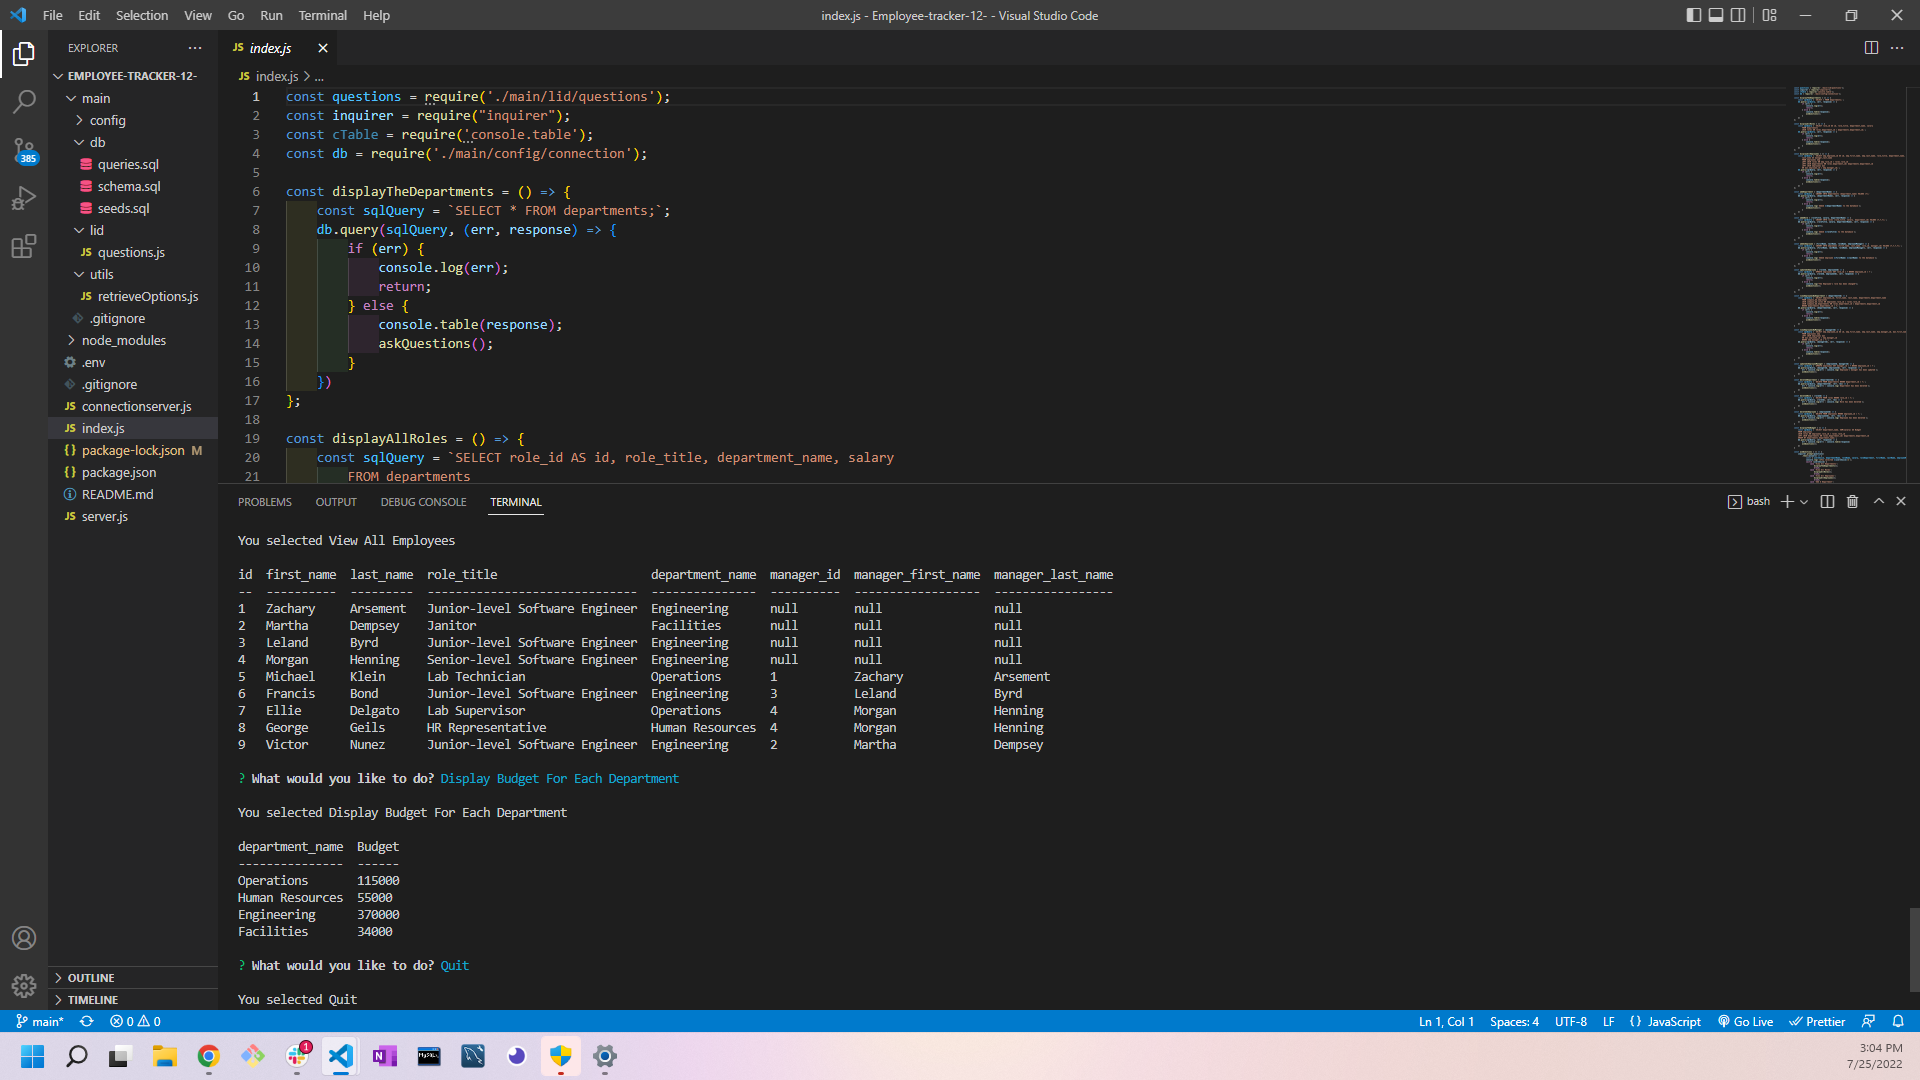 File Edit Selection View Go Run Terminal Help
index.js - Employee-tracker-12- - Visual Studio Code
EXPLORER
EMPLOYEE-TRACKER-12-
main
config
db
queries.sql
schema.sql
seeds.sql
lid
JS questions.js
utils
JS retrieveOptions.js
.gitignore
node_modules
.env
.gitignore
JS connectionserver.js
JS index.js
{} package-lock.json M
{} package.json
README.md
JS server.js
OUTLINE
TIMELINE
385
JS index.js
JS index.js > ...
1 const questions = require('./main/lid/questions');
2 const inquirer = require("inquirer");
3 const cTable = require('console.table');
4 const db = require('./main/config/connection');
5
6 const displayTheDepartments = () => {
7 const sqlQuery = `SELECT * FROM departments;`;
8 db.query(sqlQuery, (err, response) => {
9 if (err) {
10 console.log(err);
11 return;
12 } else {
13 console.table(response);
14 askQuestions();
15 }
16 })
17 };
18
19 const displayAllRoles = () => {
20 const sqlQuery = `SELECT role_id AS id, role_title, department_name, salary
21 FROM departments
PROBLEMS OUTPUT DEBUG CONSOLE TERMINAL
bash
You selected View All Employees
id first_name last_name role_title department_name manager_id manager_first_name manager_last_name
-- ---------- --------- ------------------------------ --------------- ---------- ------------------ -----------------
1 Zachary Arsement Junior-level Software Engineer Engineering null null null
2 Martha Dempsey Janitor Facilities null null null
3 Leland Byrd Junior-level Software Engineer Engineering null null null
4 Morgan Henning Senior-level Software Engineer Engineering null null null
5 Michael Klein Lab Technician Operations 1 Zachary Arsement
6 Francis Bond Junior-level Software Engineer Engineering 3 Leland Byrd
7 Ellie Delgato Lab Supervisor Operations 4 Morgan Henning
8 George Geils HR Representative Human Resources 4 Morgan Henning
9 Victor Nunez Junior-level Software Engineer Engineering 2 Martha Dempsey
? What would you like to do? Display Budget For Each Department
You selected Display Budget For Each Department
department_name Budget
--------------- ------
Operations 115000
Human Resources 55000
Engineering 370000
Facilities 34000
? What would you like to do? Quit
You selected Quit
main* 0 0
Ln 1, Col 1 Spaces: 4 UTF-8 LF {} JavaScript Go Live Prettier
1
3:04 PM
7/25/2022